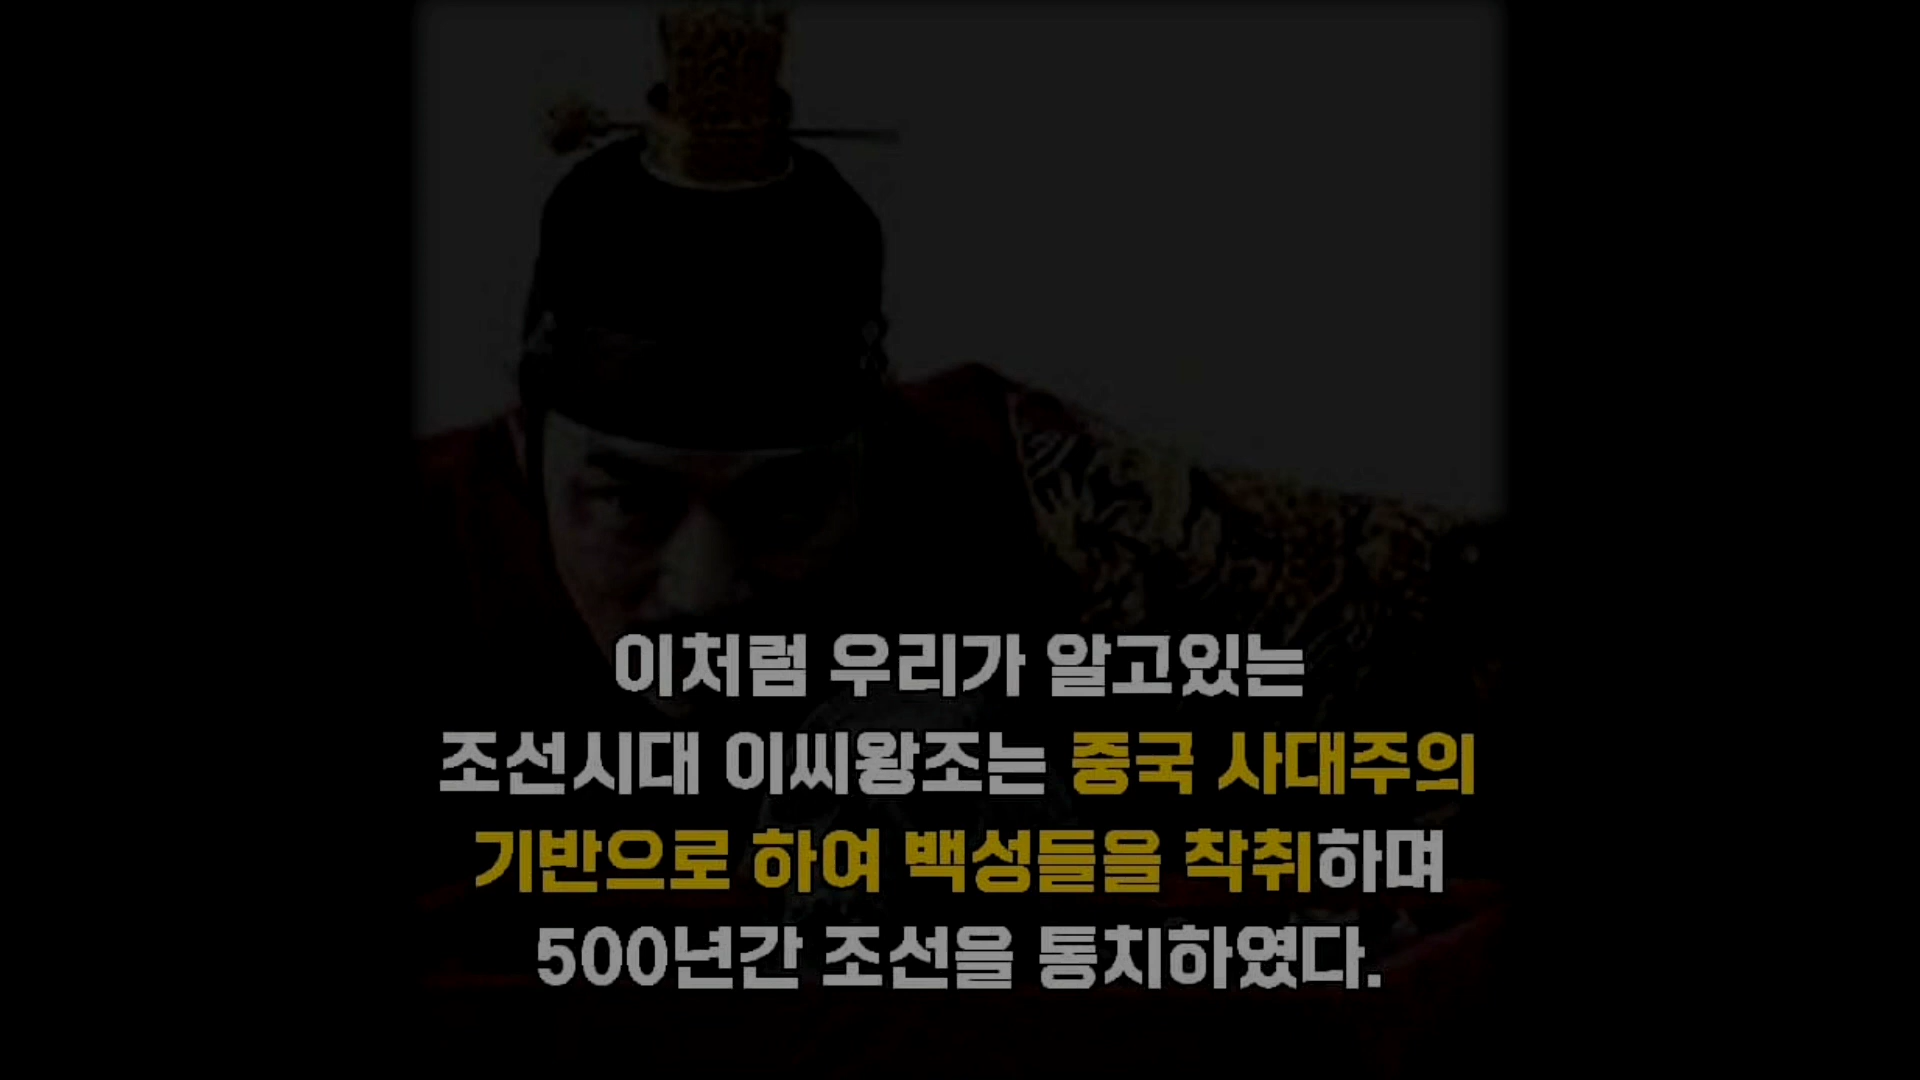 이처럼 우리가 알고있는
조선시대 이씨왕조는 중국 사대주의
기반으로 하여 백성들을 착취하며
500년간 조선을 통치하였다.